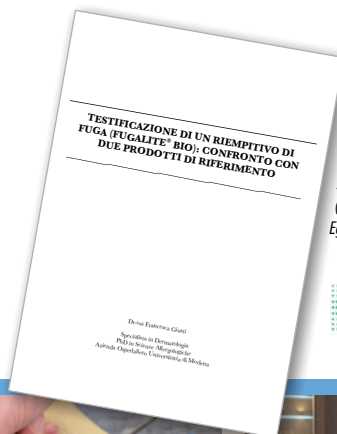 TESTIFICAZIONE DI UN RIEMPITIVO DI
FUGA (FUGALITE® BIO): CONFRONTO CON
DUE PRODOTTI DI RIFERIMENTO
Dr.ssa Francesca Giusti
Specialista in Dermatologia
PhD in Scienze Allergologiche
Azienda Ospedaliero Universitaria di Modena